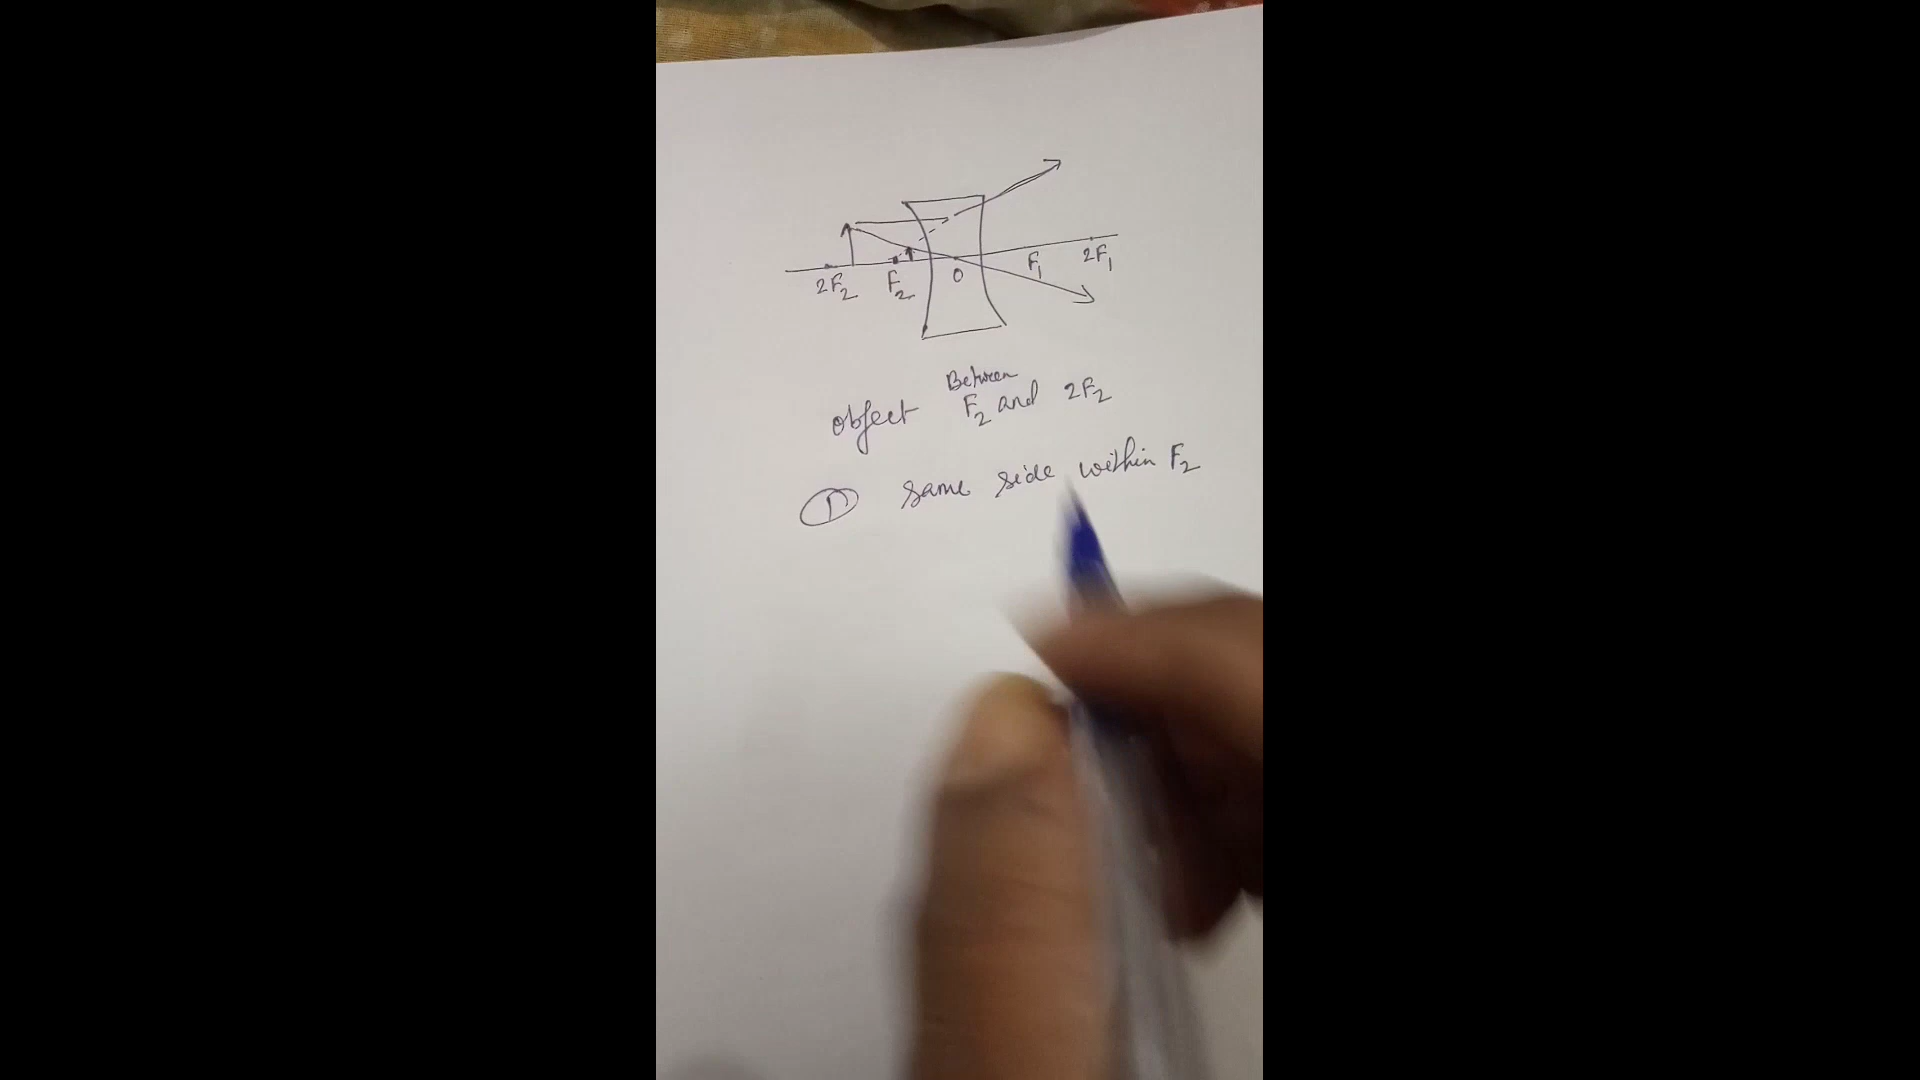 2F2 F2 O F1 2F1
Between
object F2 and 2F2
1 same side within F2